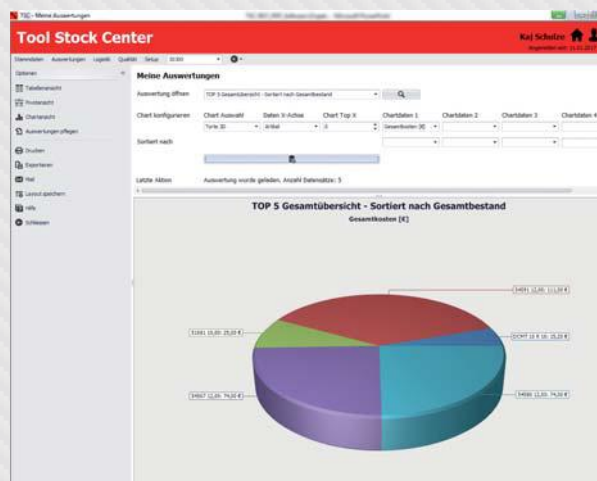 TSC - Meine Auswertungen
Tool Stock Center
Kaj Schulze
Stammdaten Auswertungen Logistik Qualität Setup
Optionen
Tabellenansicht
Pivotansicht
Chartansicht
Auswertungen pflegen
Drucken
Exportieren
Mail
Layout speichern
Hilfe
Schliessen
Meine Auswertungen
Auswertung öffnen TOP 5 Gesamtübersicht - Sortiert nach Gesamtbestand
Chart konfigurieren Chart Auswahl Daten X-Achse Chart Top X Chartdaten 1 Chartdaten 2 Chartdaten 3 Chartdaten 4
Torte 3D Artikel Gesamtkosten [€]
Sortiert nach
Letzte Aktion Auswertung wurde geladen. Anzahl Datensätze: 5
TOP 5 Gesamtübersicht - Sortiert nach Gesamtbestand
Gesamtkosten [€]